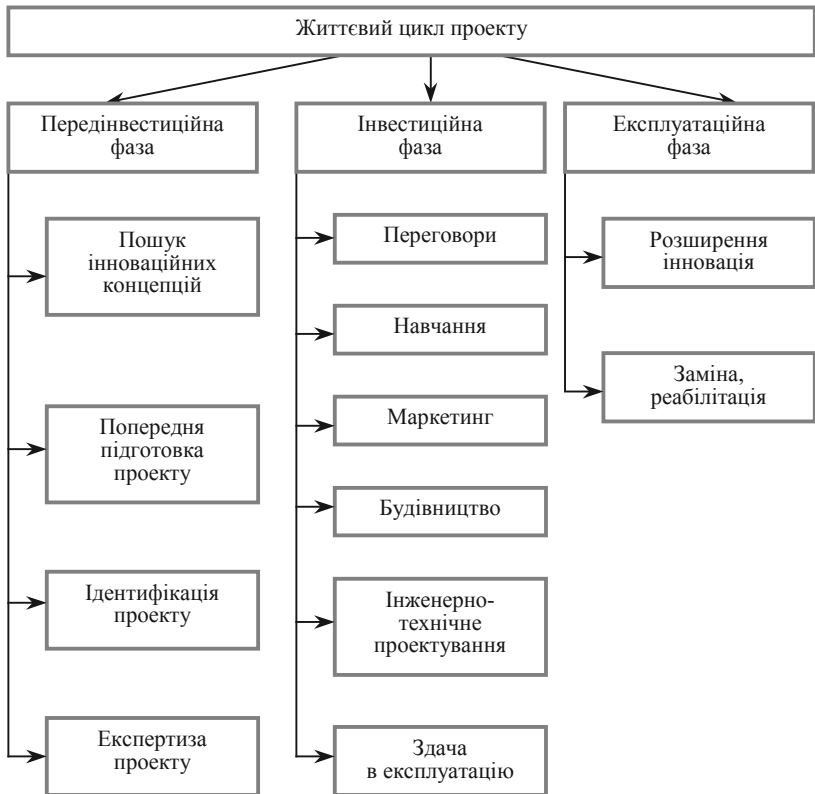 Життєвий цикл проекту
Передінвестиційна
фаза
Пошук
інноваційних
концепцій
Попередня
підготовка
проекту
Ідентифікація
проекту
Експертиза
проекту
Інвестиційна
фаза
Переговори
Навчання
Маркетинг
Будівництво
Інженерно-
технічне
проектування
Здача
в експлуатацію
Експлуатаційна
фаза
Розширення
інновація
Заміна,
реабілітація